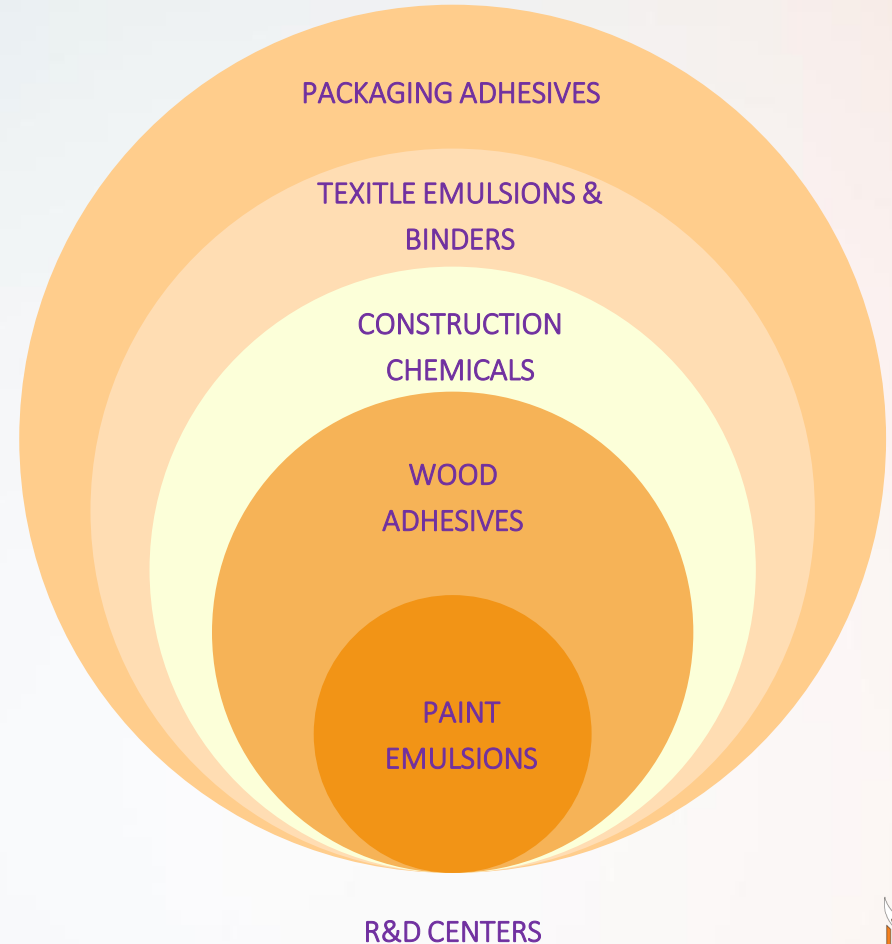 PACKAGING ADHESIVES
TEXITLE EMULSIONS &
BINDERS
CONSTRUCTION
CHEMICALS
WOOD
ADHESIVES
PAINT
EMULSIONS
R&D CENTERS